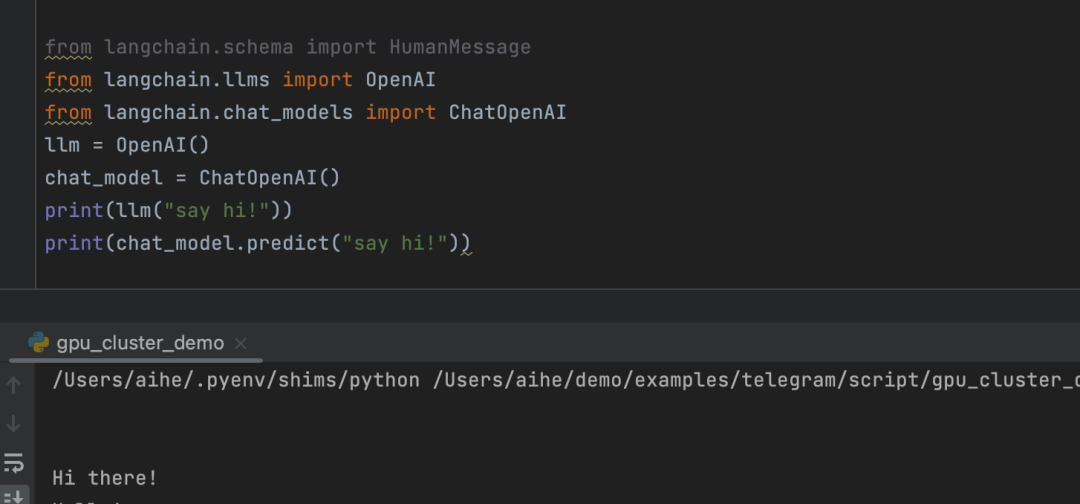 from langchain.schema import HumanMessage
from langchain.llms import OpenAI
from langchain.chat_models import ChatOpenAI
llm = OpenAI()
chat_model = ChatOpenAI()
print(llm("say hi!"))
print(chat_model.predict("say hi!"))
gpu_cluster_demo
/Users/aihe/.pyenv/shims/python /Users/aihe/demo/examples/telegram/script/gpu_cluster_
Hi there!